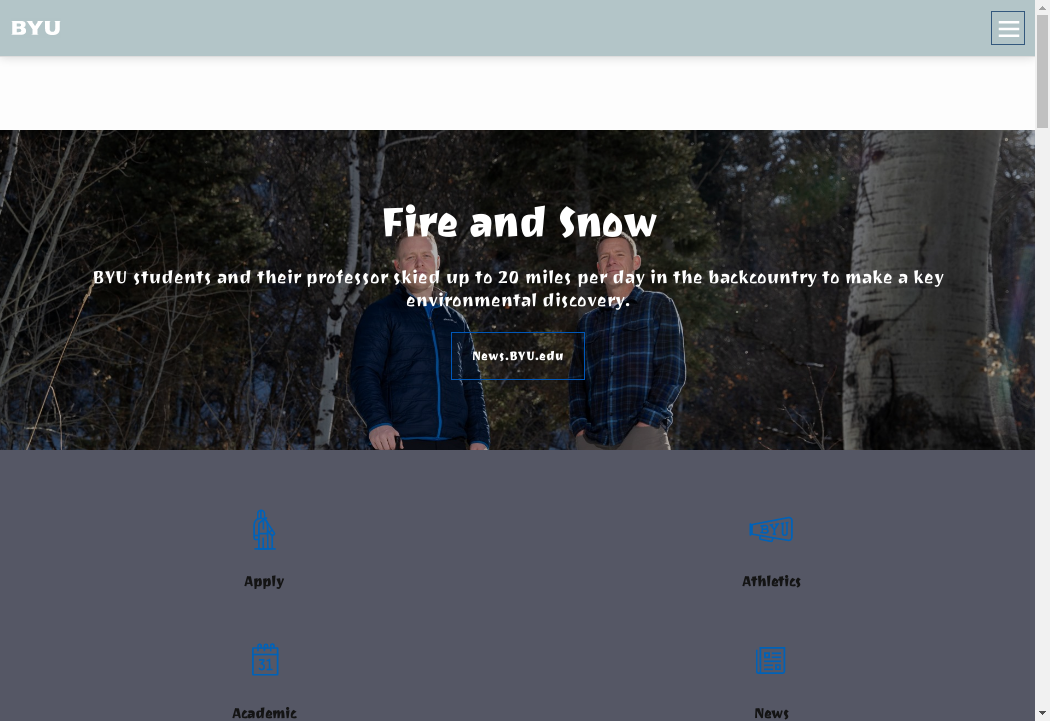 BYU
Fire and Snow
BYU students and their professor skied up to 20 miles per day in the backcountry to make a key
environmental discovery.
News.BYU.edu
BYU
Apply
Athletics
31
Academic
News